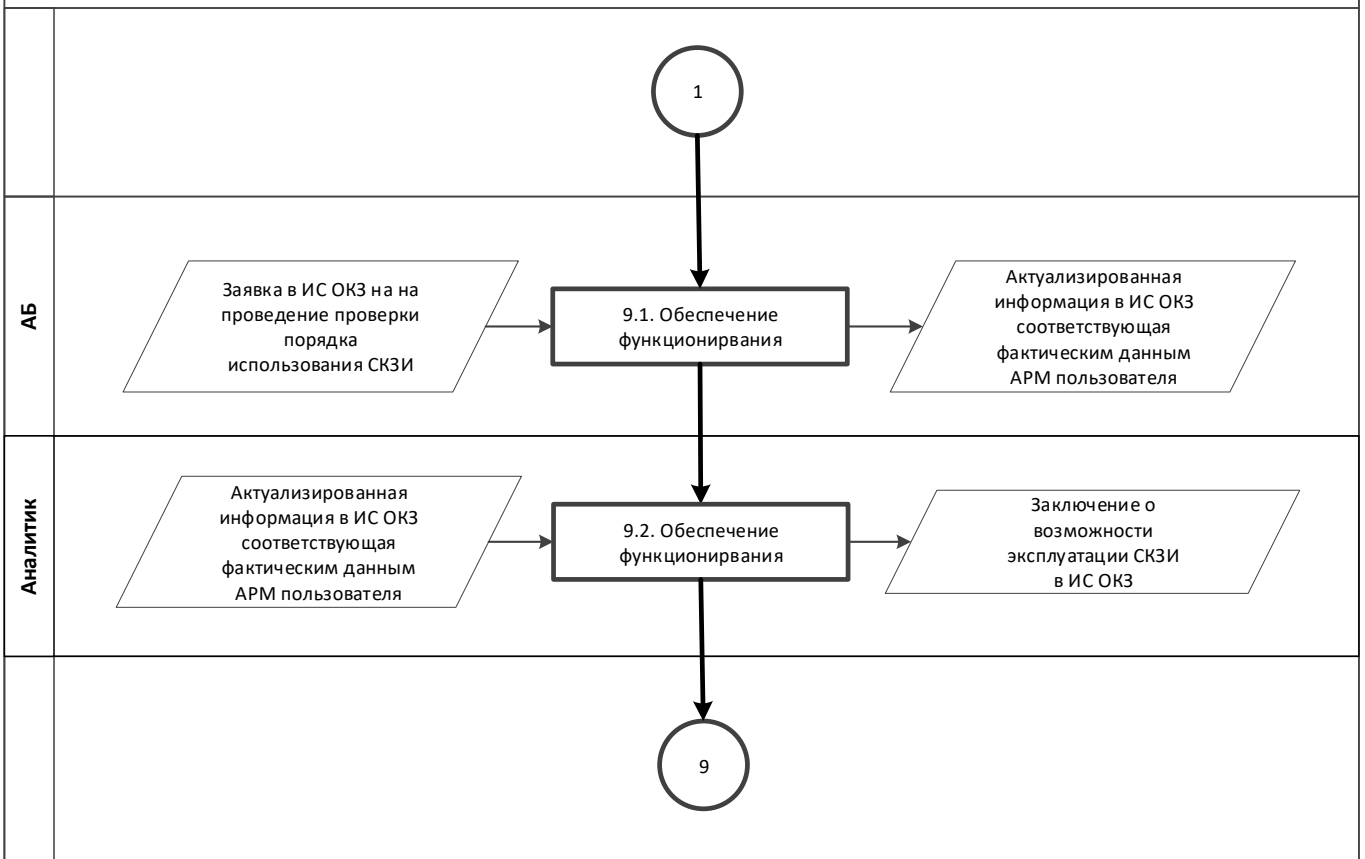 1
АБ
Заявка в ИС ОКЗ на на
проведение проверки
порядка
использования СКЗИ
9.1. Обеспечение
функционирвания
Актуализированная
информация в ИС ОКЗ
соответствующая
фактическим данным
АРМ пользователя
Аналитик
Актуализированная
информация в ИС ОКЗ
соответствующая
фактическим данным
АРМ пользователя
9.2. Обеспечение
функционирвания
Заключение о
возможности
эксплуатации СКЗИ
в ИС ОКЗ
9